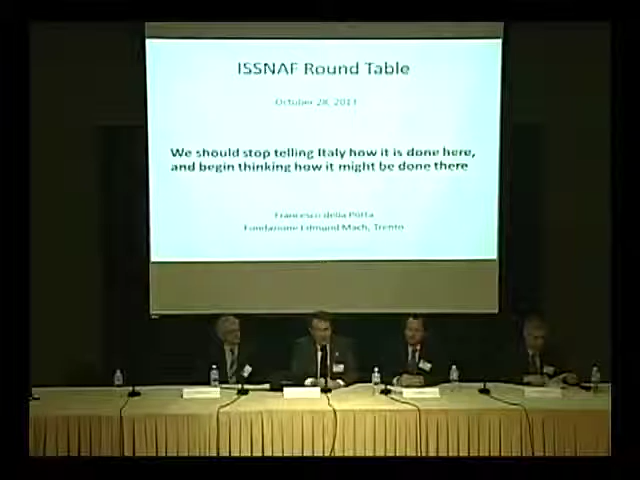 ISSNAF Round Table
October 28, 2013
We should stop telling Italy how it is done here,
and begin thinking how it might be done there
Francesco della Porta
Fondazione Edmund Mach, Trento